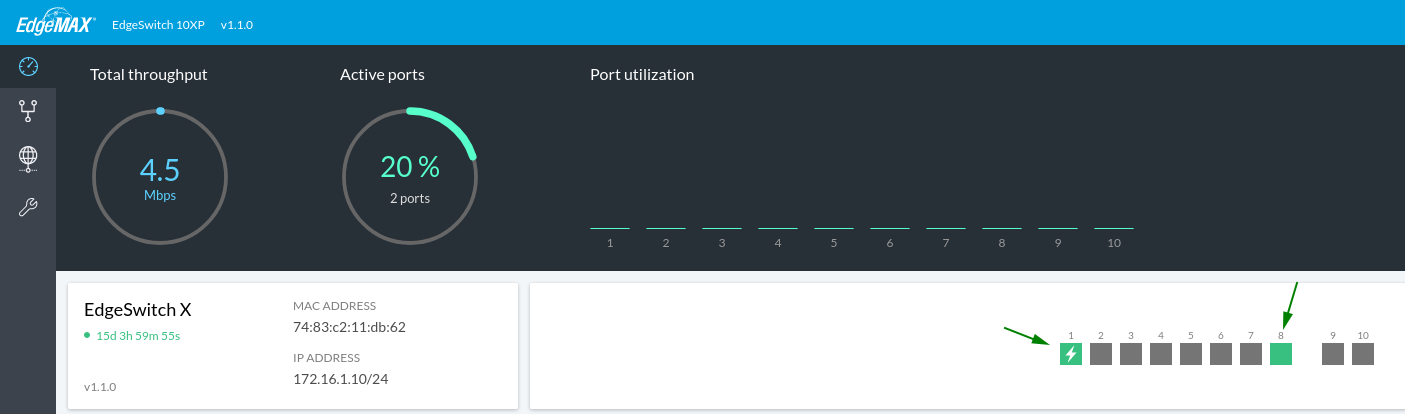 EdgeMAX® EdgeSwitch 10XP v1.1.0
Total throughput Active ports Port utilization
4.5
Mbps
20 %
2 ports
1 2 3 4 5 6 7 8 9 10
EdgeSwitch X
15d 3h 59m 55s
v1.1.0
MAC ADDRESS
74:83:c2:11:db:62
IP ADDRESS
172.16.1.10/24
1 2 3 4 5 6 7 8 9 10